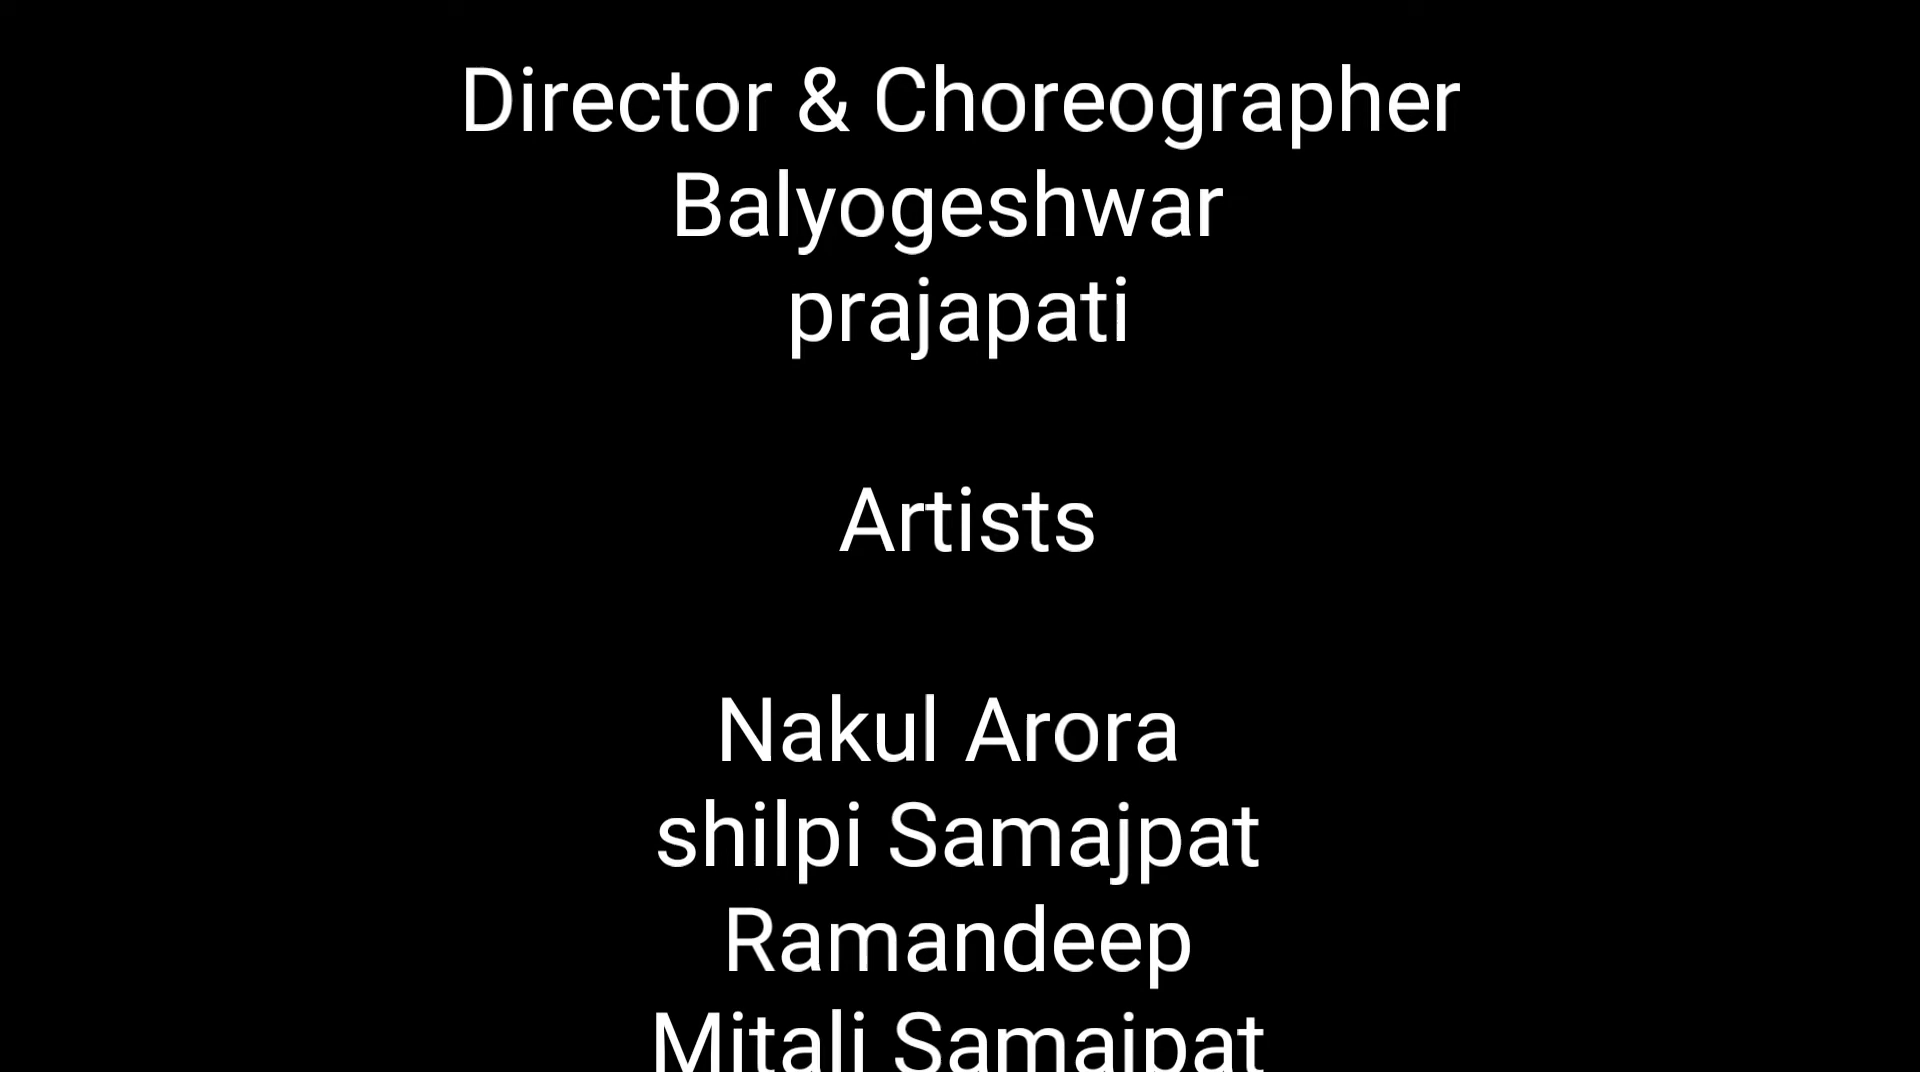 Director & Choreographer
Balyogeshwar
prajapati
Artists
Nakul Arora
shilpi Samajpat
Ramandeep
Mitali Samajpat